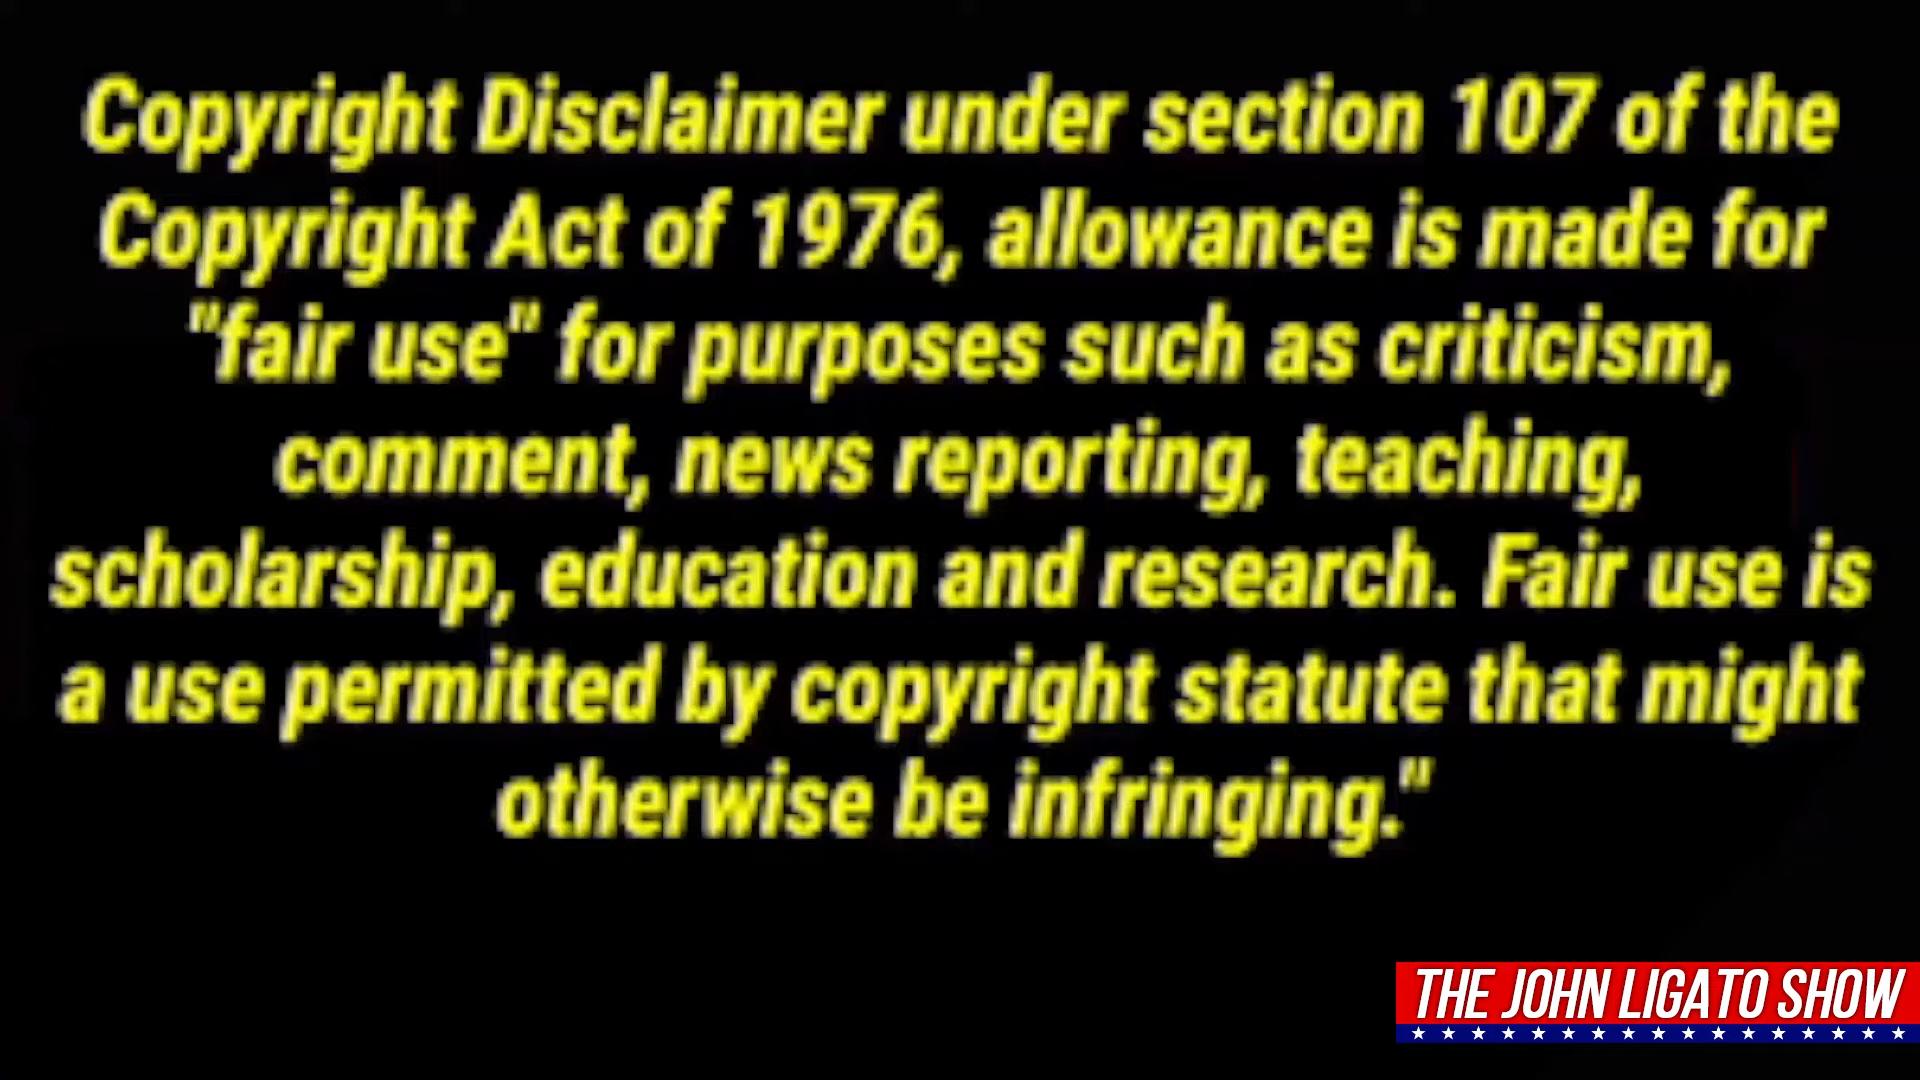 Copyright Disclaimer under section 107 of the
Copyright Act of 1976, allowance is made for
"fair use" for purposes such as criticism,
comment, news reporting, teaching,
scholarship, education and research. Fair use is
a use permitted by copyright statute that might
otherwise be infringing."
THE JOHN LIGATO SHOW